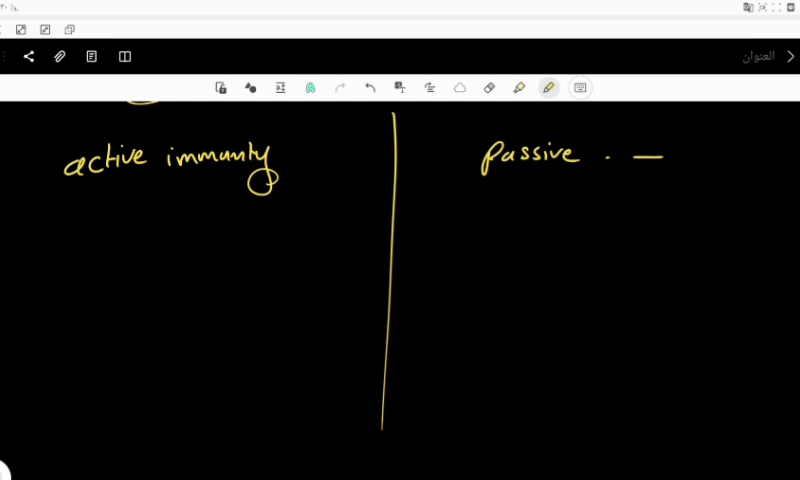 العنوان
active immunity
passive . —